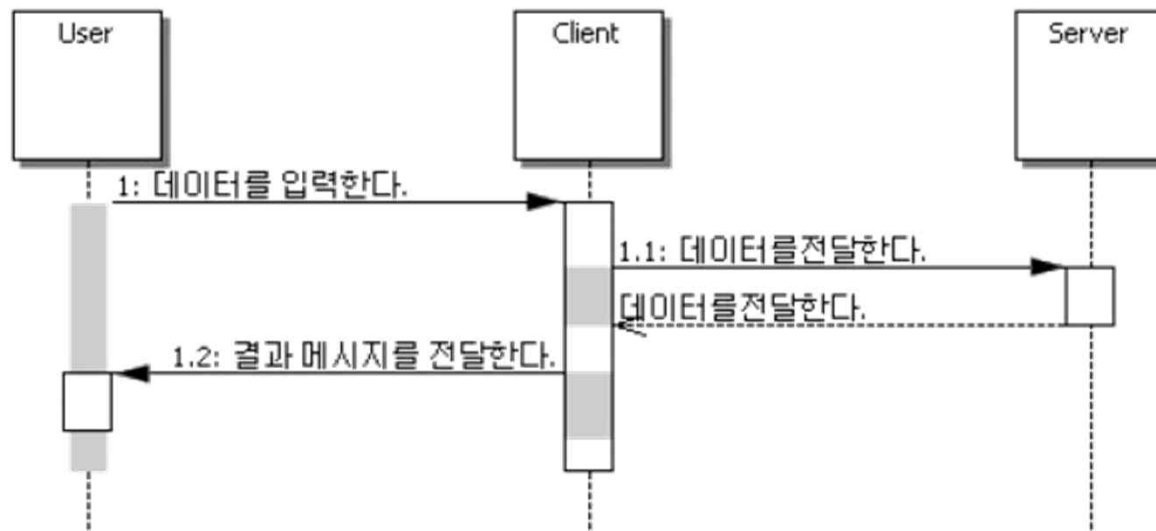 User
Client
Server
1: 데이터를 입력한다.
1.1: 데이터를전달한다.
데이터를전달한다.
1.2: 결과 메시지를 전달한다.